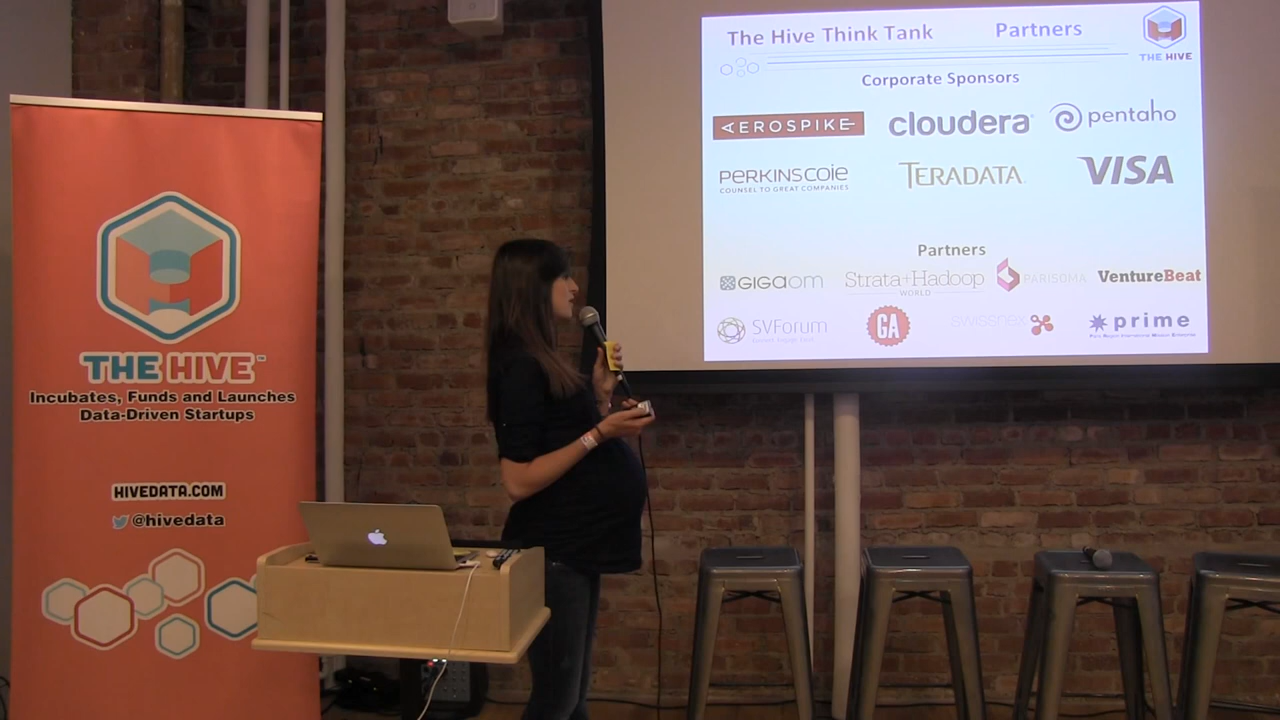 THE HIVE™
Incubates, Funds and Launches
Data-Driven Startups
HIVEDATA.COM
@hivedata
The Hive Think Tank Partners
THE HIVE
Corporate Sponsors
AEROSPIKE cloudera pentaho
PERKINSCOIE TERADATA VISA
COUNSEL TO GREAT COMPANIES
Partners
GIGAOM Strata+Hadoop PARISOMA VentureBeat
WORLD
SVForum GA swissnex prime